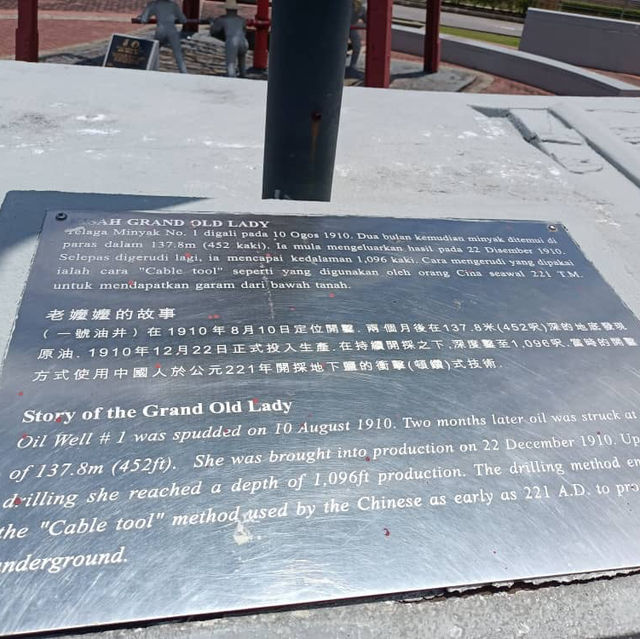 GRAND OLD LADY
Telaga Minyak No. 1 digali pada 10 Ogos 1910. Dua bulan kemudian minyak ditemui di
paras dalam 137.8m (452 kaki). Ia mula mengeluarkan hasil pada 22 Disember 1910.
Selepas digerudi lagi, ia mencapai kedalaman 1,096 kaki. Cara mengerudi yang dipakai
ialah cara "Cable tool" seperti yang digunakan oleh orang Cina seawal 221 T.M.
untuk mendapatkan garam dari bawah tanah.
老嬤嬤的故事
(一號油井)在1910年8月10日定位開鑿. 兩個月後在137.8米(452呎)深的地底發現
原油. 1910年12月22日正式投入生產. 在持續開採之下,深度鑿至1,096呎. 當時的開鑿
方式使用中國人於公元221年開採地下鹽的衝擊(頓鑽)式技術.
Story of the Grand Old Lady
Oil Well # 1 was spudded on 10 August 1910. Two months later oil was struck at
of 137.8m (452ft). She was brought into production on 22 December 1910. Up
drilling she reached a depth of 1,096ft production. The drilling method
the "Cable tool" method used by the Chinese as early as 221 A.D. to
underground.